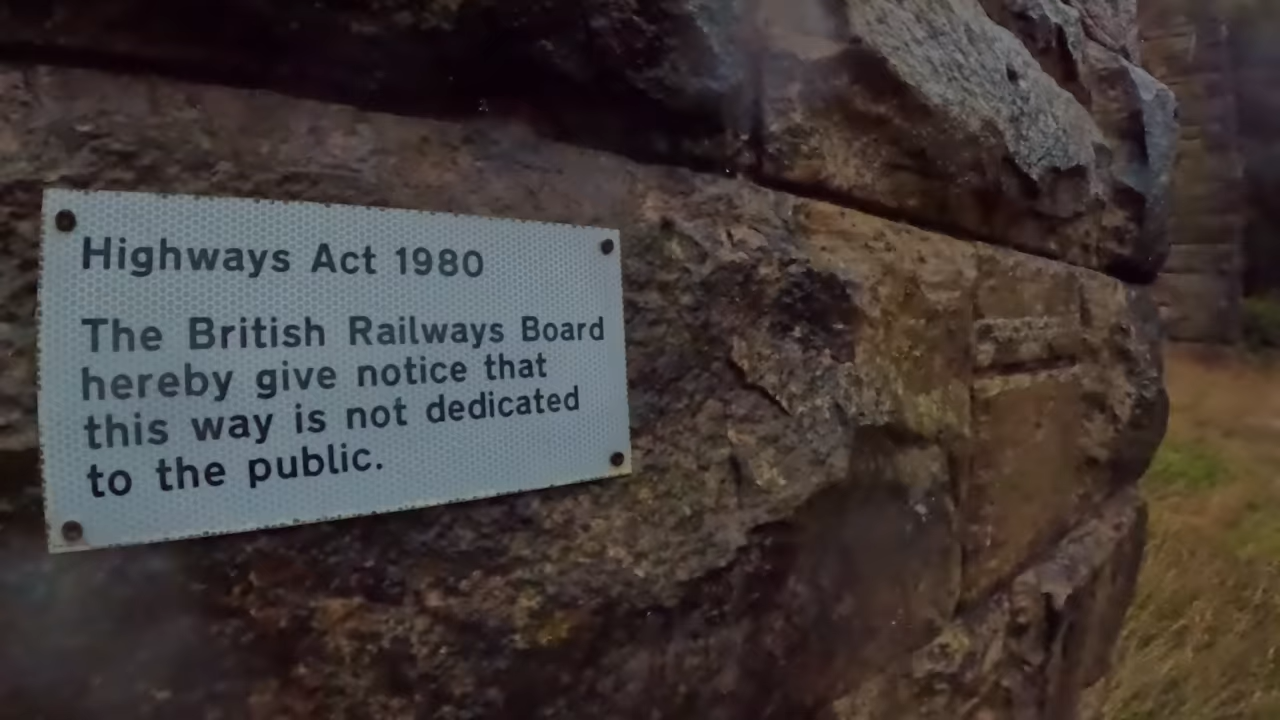 Highways Act 1980
The British Railways Board
hereby give notice that
this way is not dedicated
to the public.